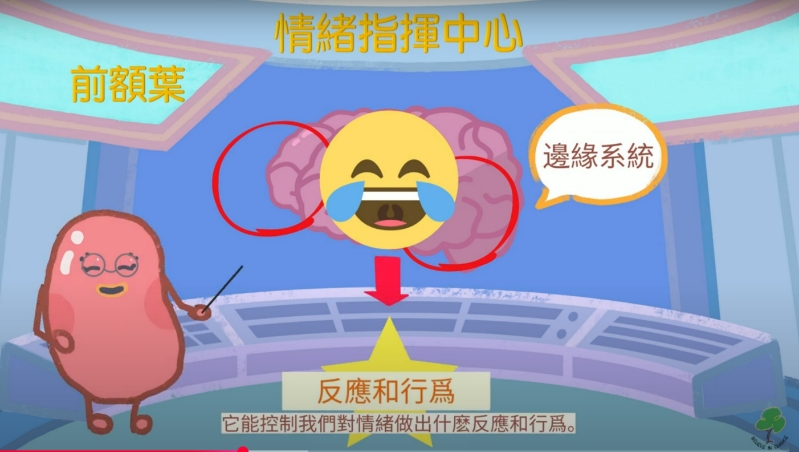 情緒指揮中心
前額葉
邊緣系統
反應和行爲
它能控制我們對情緒做出什麽反應和行爲。